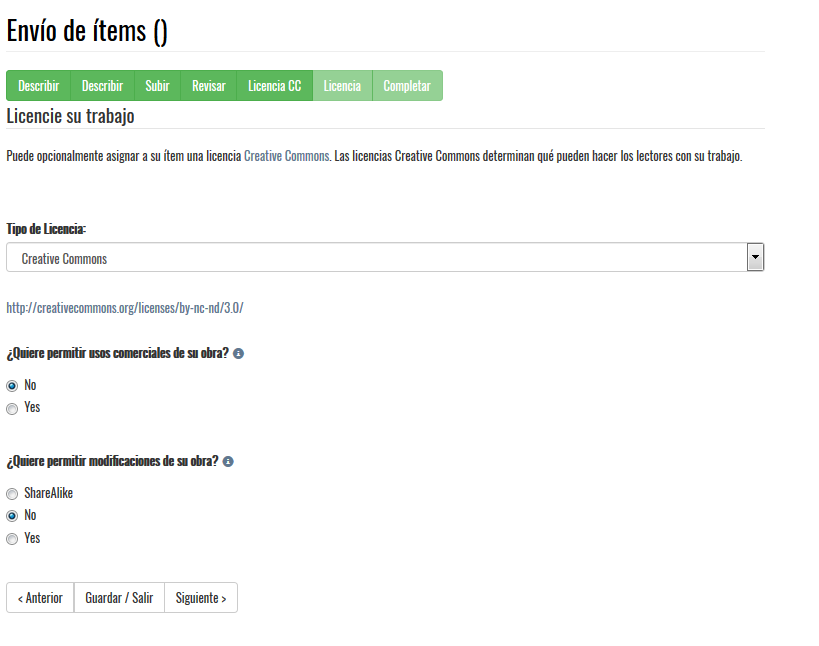 Envío de ítems ()
Describir Describir Subir Revisar Licencia CC Licencia Completar
Licencie su trabajo
Puede opcionalmente asignar a su ítem una licencia Creative Commons. Las licencias Creative Commons determinan qué pueden hacer los lectores con su trabajo.
Tipo de Licencia:
Creative Commons
http://creativecommons.org/licenses/by-nc-nd/3.0/
¿Quiere permitir usos comerciales de su obra?
No
Yes
¿Quiere permitir modificaciones de su obra?
ShareAlike
No
Yes
< Anterior Guardar / Salir Siguiente >